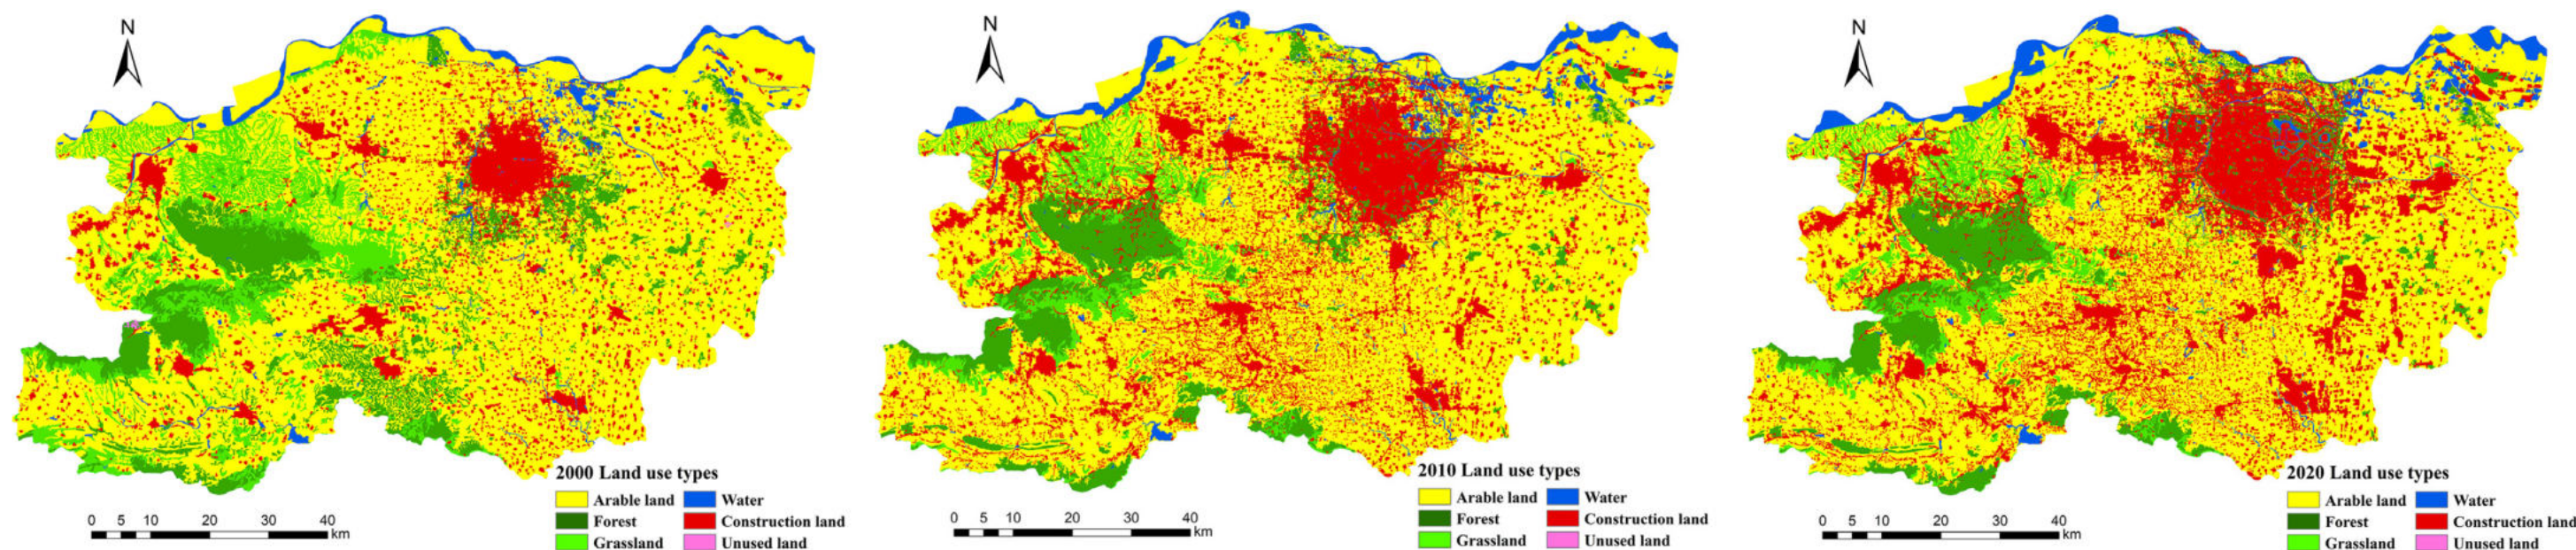 N
N
N
2000 Land use types
Arable land Water
Forest Construction land
Grassland Unused land
0 5 10 20 30 40 km
2010 Land use types
Arable land Water
Forest Construction land
Grassland Unused land
0 5 10 20 30 40 km
2020 Land use types
Arable land Water
Forest Construction land
Grassland Unused land
0 5 10 20 30 40 km